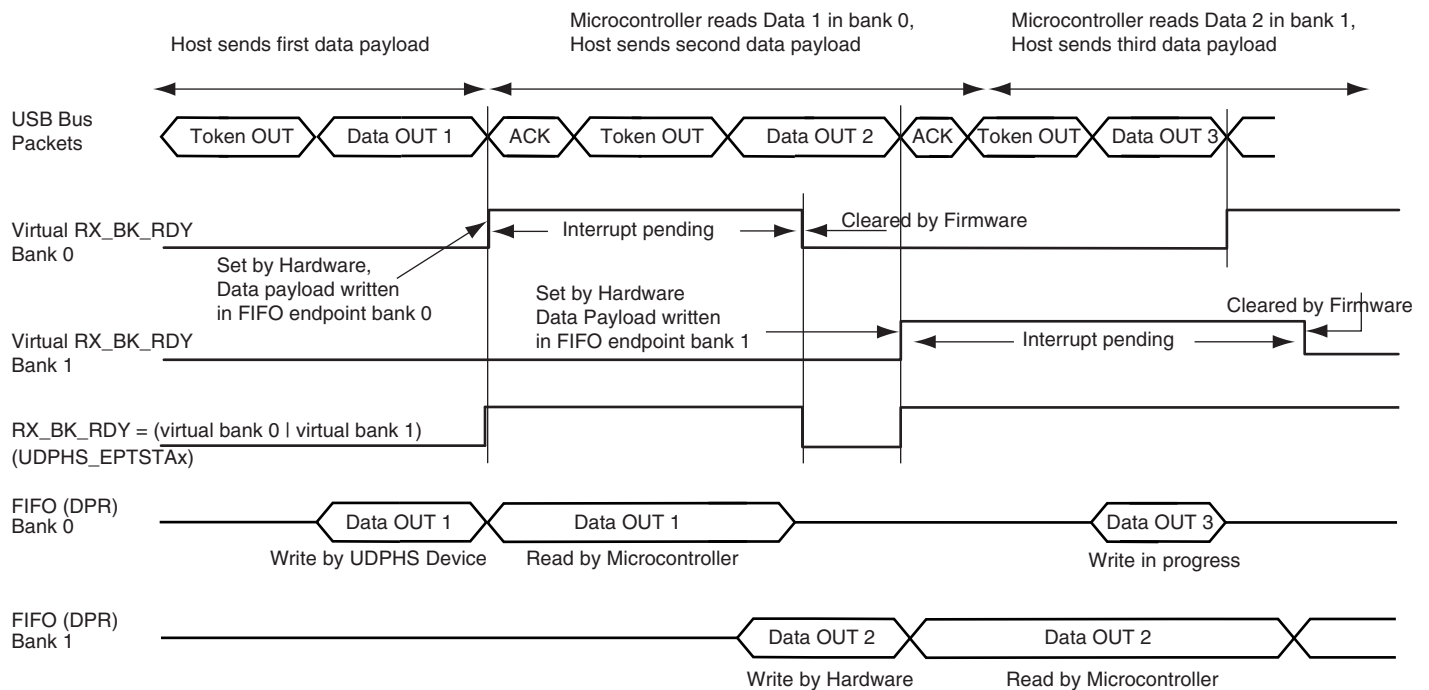 Host sends first data payload
Microcontroller reads Data 1 in bank 0,
Host sends second data payload
Microcontroller reads Data 2 in bank 1,
Host sends third data payload
USB Bus
Packets
Token OUT
Data OUT 1
ACK
Token OUT
Data OUT 2
ACK
Token OUT
Data OUT 3
Virtual RX_BK_RDY
Bank 0
Interrupt pending
Cleared by Firmware
Set by Hardware,
Data payload written
in FIFO endpoint bank 0
Set by Hardware
Data Payload written
in FIFO endpoint bank 1
Cleared by Firmware
Virtual RX_BK_RDY
Bank 1
Interrupt pending
RX_BK_RDY = (virtual bank 0 | virtual bank 1)
(UDPHS_EPTSTAx)
FIFO (DPR)
Bank 0
Data OUT 1
Data OUT 1
Data OUT 3
Write by UDPHS Device
Read by Microcontroller
Write in progress
FIFO (DPR)
Bank 1
Data OUT 2
Data OUT 2
Write by Hardware
Read by Microcontroller